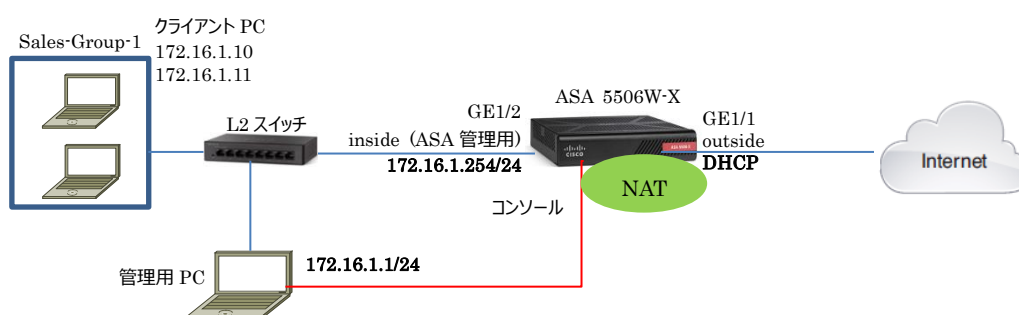 Sales-Group-1
クライアント PC
172.16.1.10
172.16.1.11
L2 スイッチ
GE1/2
inside (ASA 管理用)
172.16.1.254/24
ASA 5506W-X
GE1/1
outside
DHCP
CISCO
NAT
Internet
コンソール
管理用 PC
172.16.1.1/24